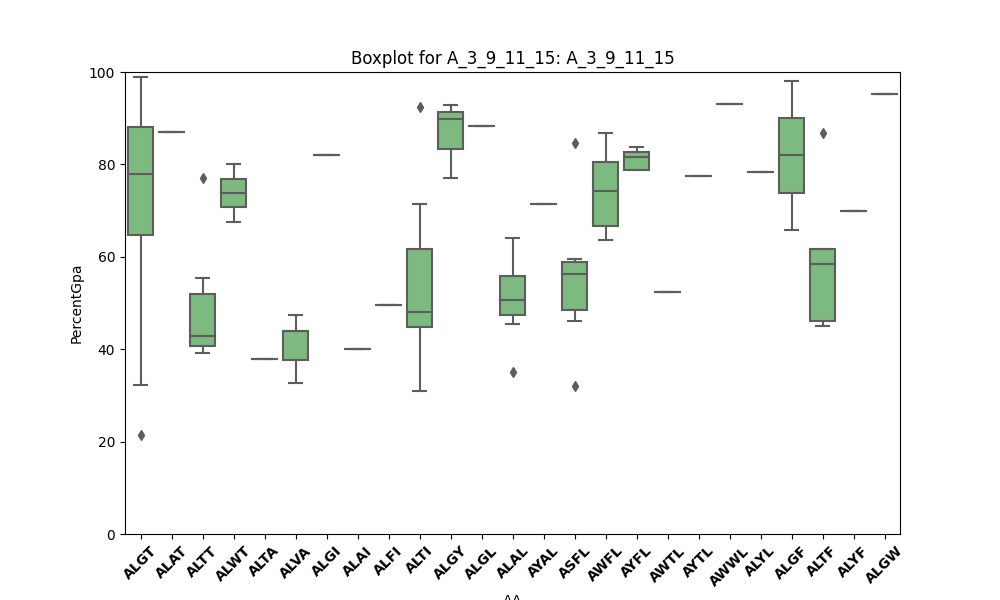 Boxplot for A_3_9_11_15: A_3_9_11_15
100
80
60
40
20
0
PercentGpa
ALGT ALAT ALTT ALWT ALTA ALVA ALGI ALAI ALFI ALTI ALGY ALGL ALAL AYAL ASFL AWFL AYFL AWTL AYTL AWWL ALYL ALGF ALTF ALYF ALGW
AA